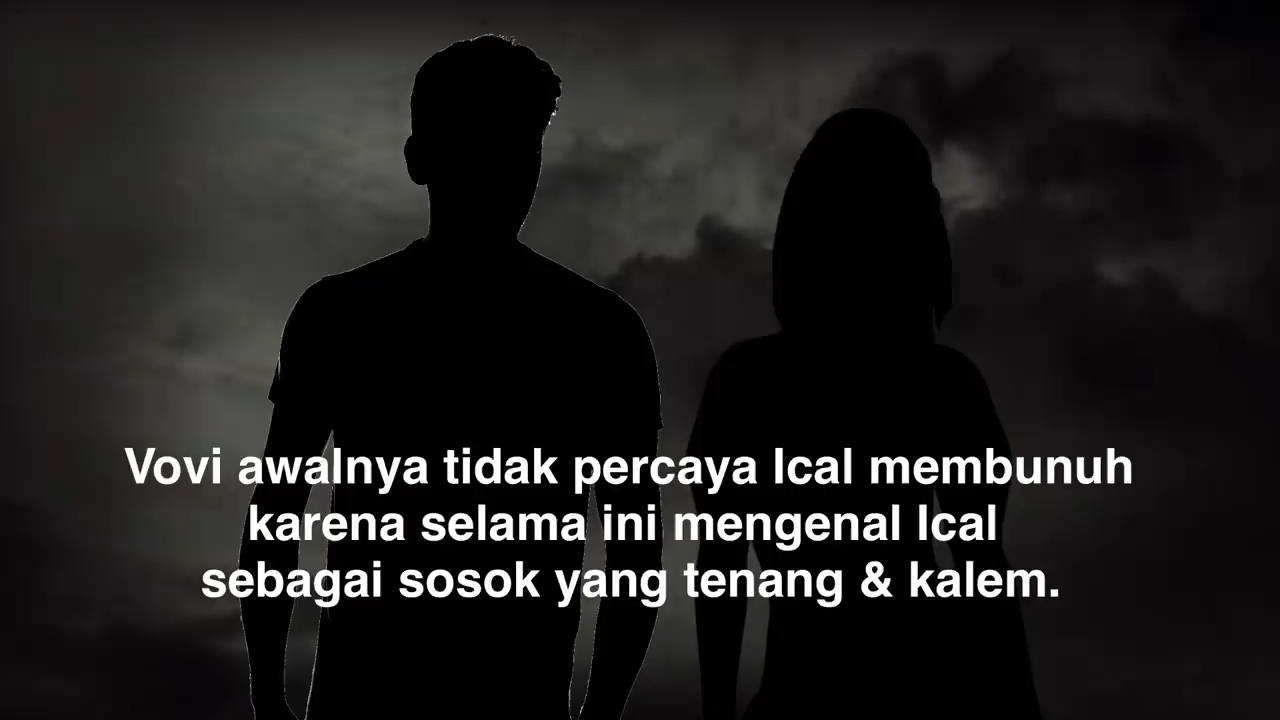 Vovi awalnya tidak percaya Ical membunuh
karena selama ini mengenal Ical
sebagai sosok yang tenang & kalem.